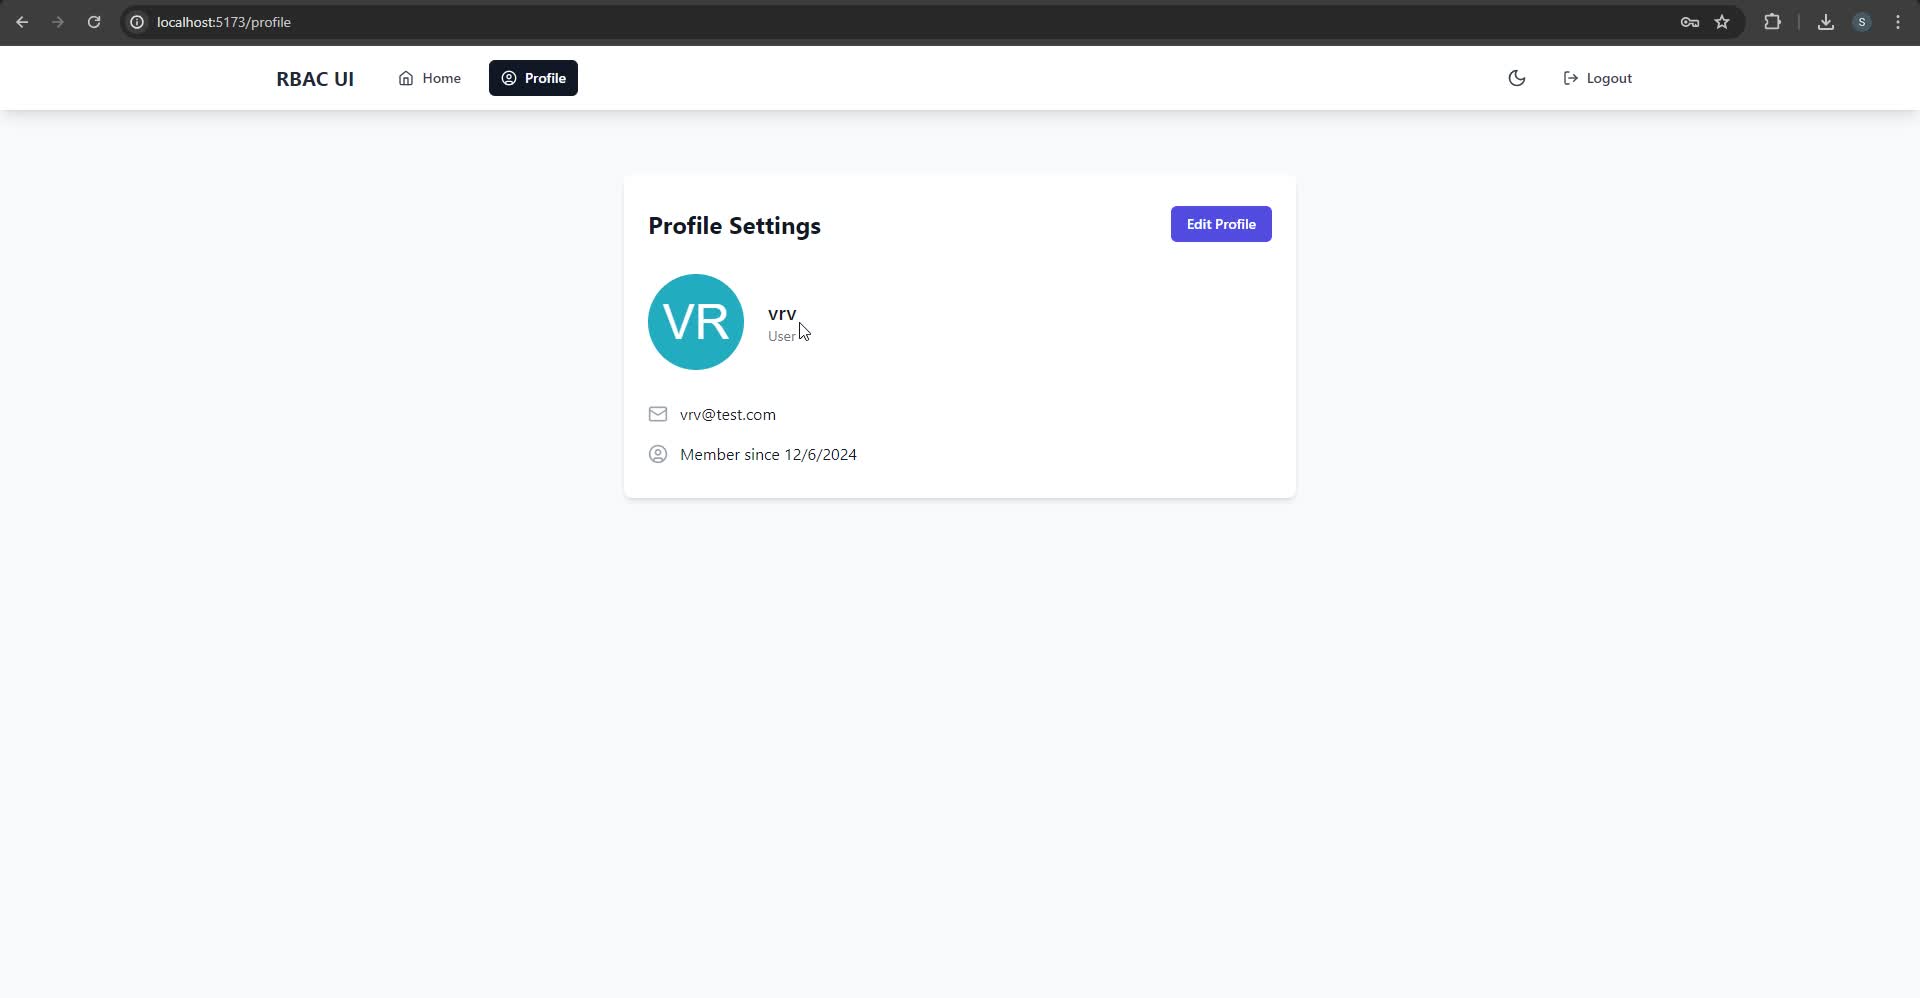 localhost:5173/profile
S
RBAC UI
Home
Profile
Logout
Profile Settings
Edit Profile
VR
vrv
User
vrv@test.com
Member since 12/6/2024